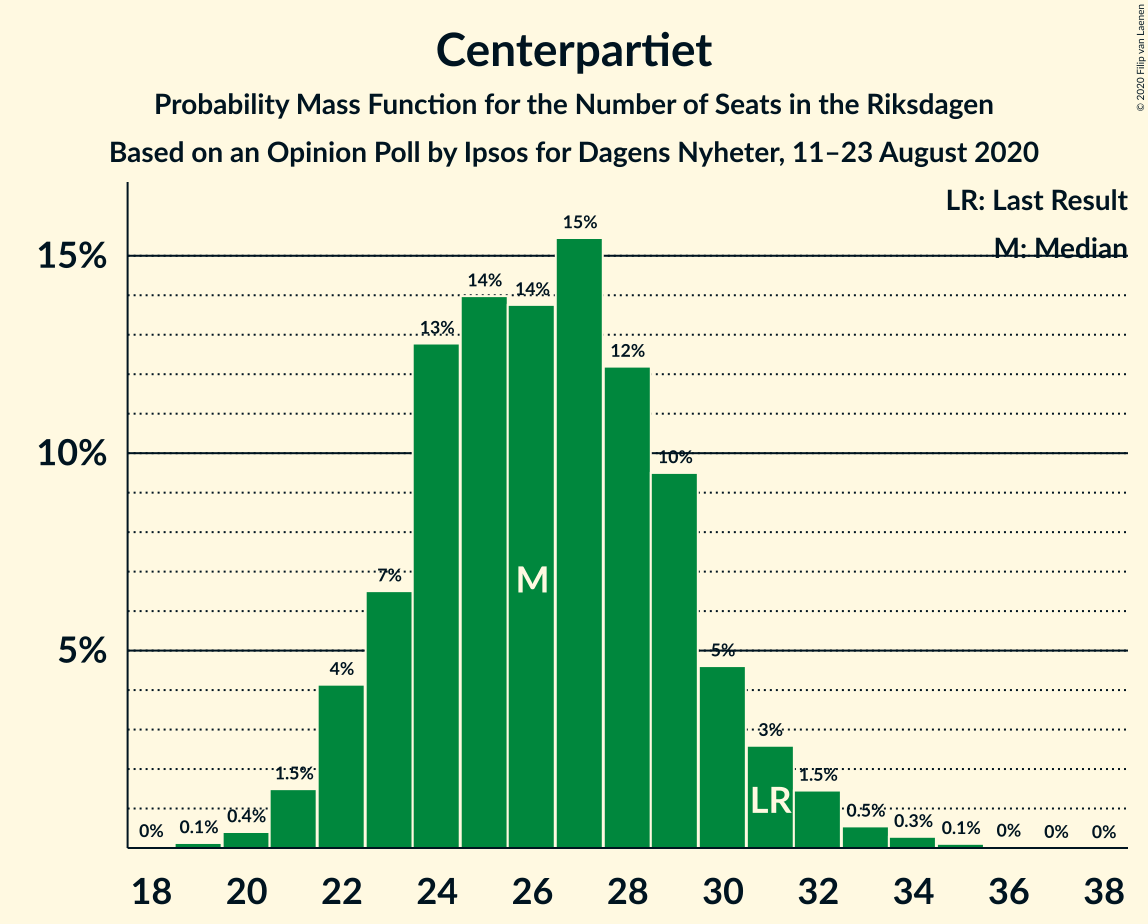 Centerpartiet
Probability Mass Function for the Number of Seats in the Riksdagen
Based on an Opinion Poll by Ipsos for Dagens Nyheter, 11–23 August 2020
© 2020 Filip van Laenen
LR: Last Result
M: Median
15%
10%
5%
0%
0.1%
0.4%
1.5%
4%
7%
13%
14%
14%
15%
12%
10%
5%
3%
1.5%
0.5%
0.3%
0.1%
0%
0%
0%
M
LR
18 20 22 24 26 28 30 32 34 36 38